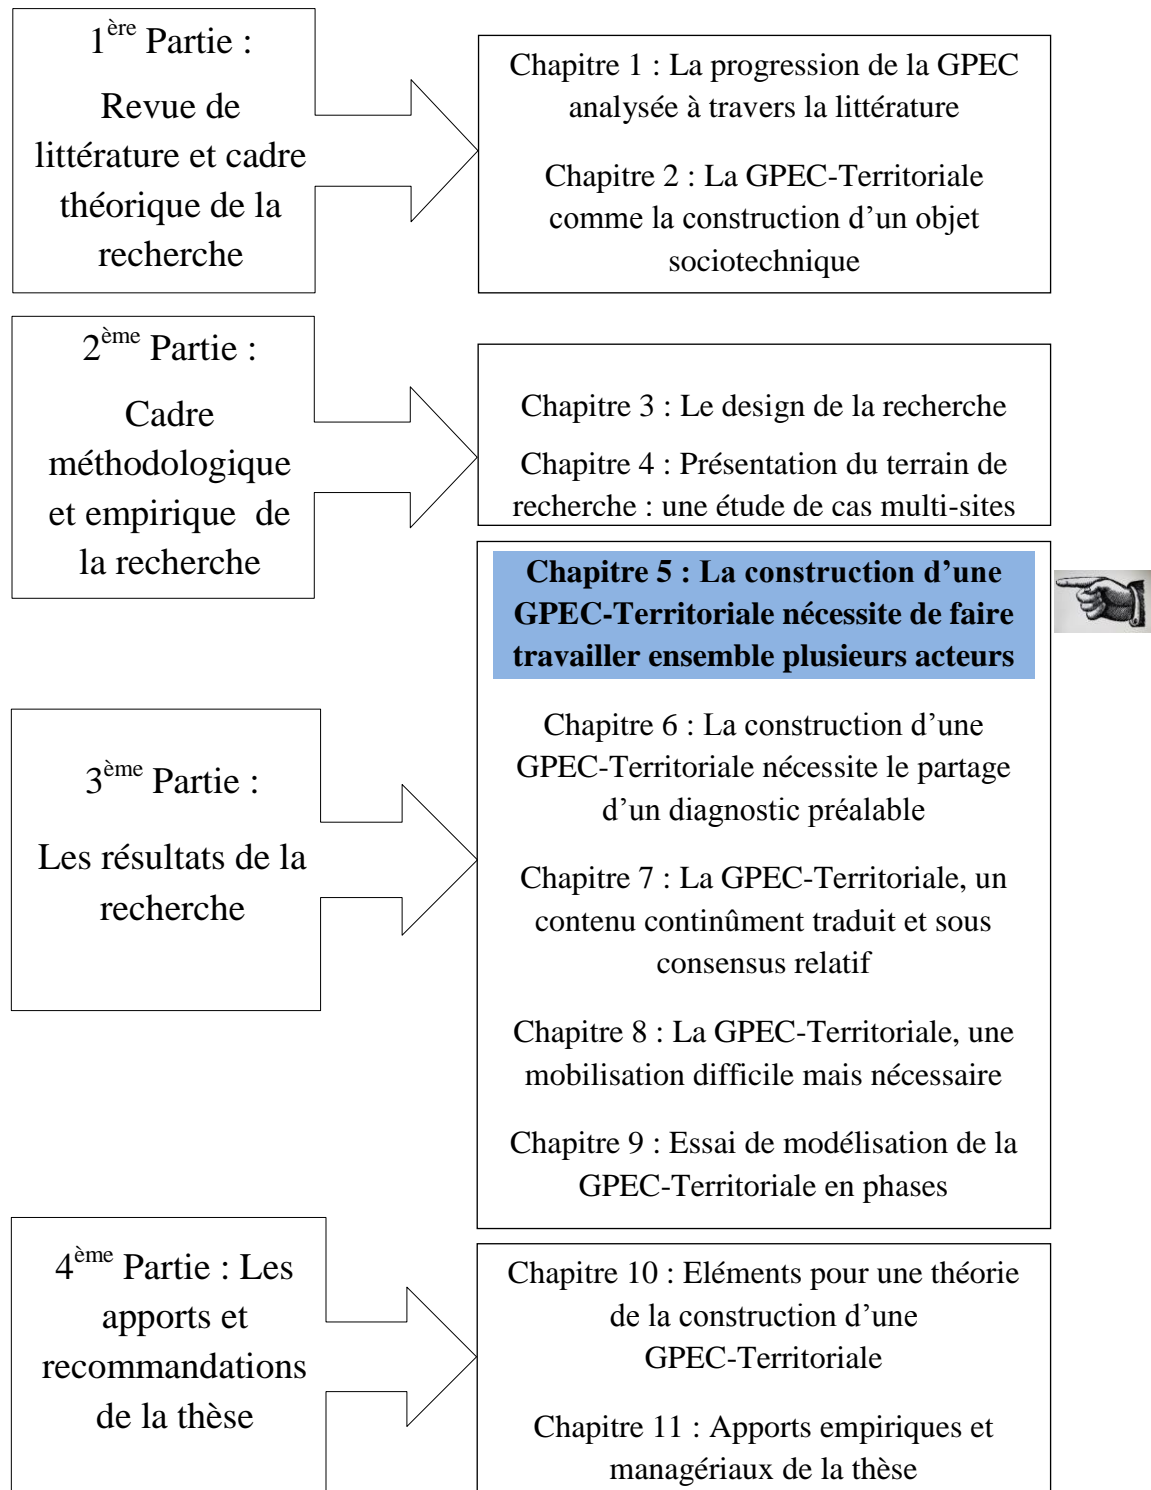 1ère Partie :
Revue de
littérature et cadre
théorique de la
recherche
Chapitre 1 : La progression de la GPEC
analysée à travers la littérature
Chapitre 2 : La GPEC-Territoriale
comme la construction d’un objet
sociotechnique
2ème Partie :
Cadre
méthodologique
et empirique de
la recherche
Chapitre 3 : Le design de la recherche
Chapitre 4 : Présentation du terrain de
recherche : une étude de cas multi-sites
3ème Partie :
Les résultats de la
recherche
Chapitre 5 : La construction d’une
GPEC-Territoriale nécessite de faire
travailler ensemble plusieurs acteurs
Chapitre 6 : La construction d’une
GPEC-Territoriale nécessite le partage
d’un diagnostic préalable
Chapitre 7 : La GPEC-Territoriale, un
contenu continûment traduit et sous
consensus relatif
Chapitre 8 : La GPEC-Territoriale, une
mobilisation difficile mais nécessaire
Chapitre 9 : Essai de modélisation de la
GPEC-Territoriale en phases
4ème Partie : Les
apports et
recommandations
de la thèse
Chapitre 10 : Eléments pour une théorie
de la construction d’une
GPEC-Territoriale
Chapitre 11 : Apports empiriques et
managériaux de la thèse